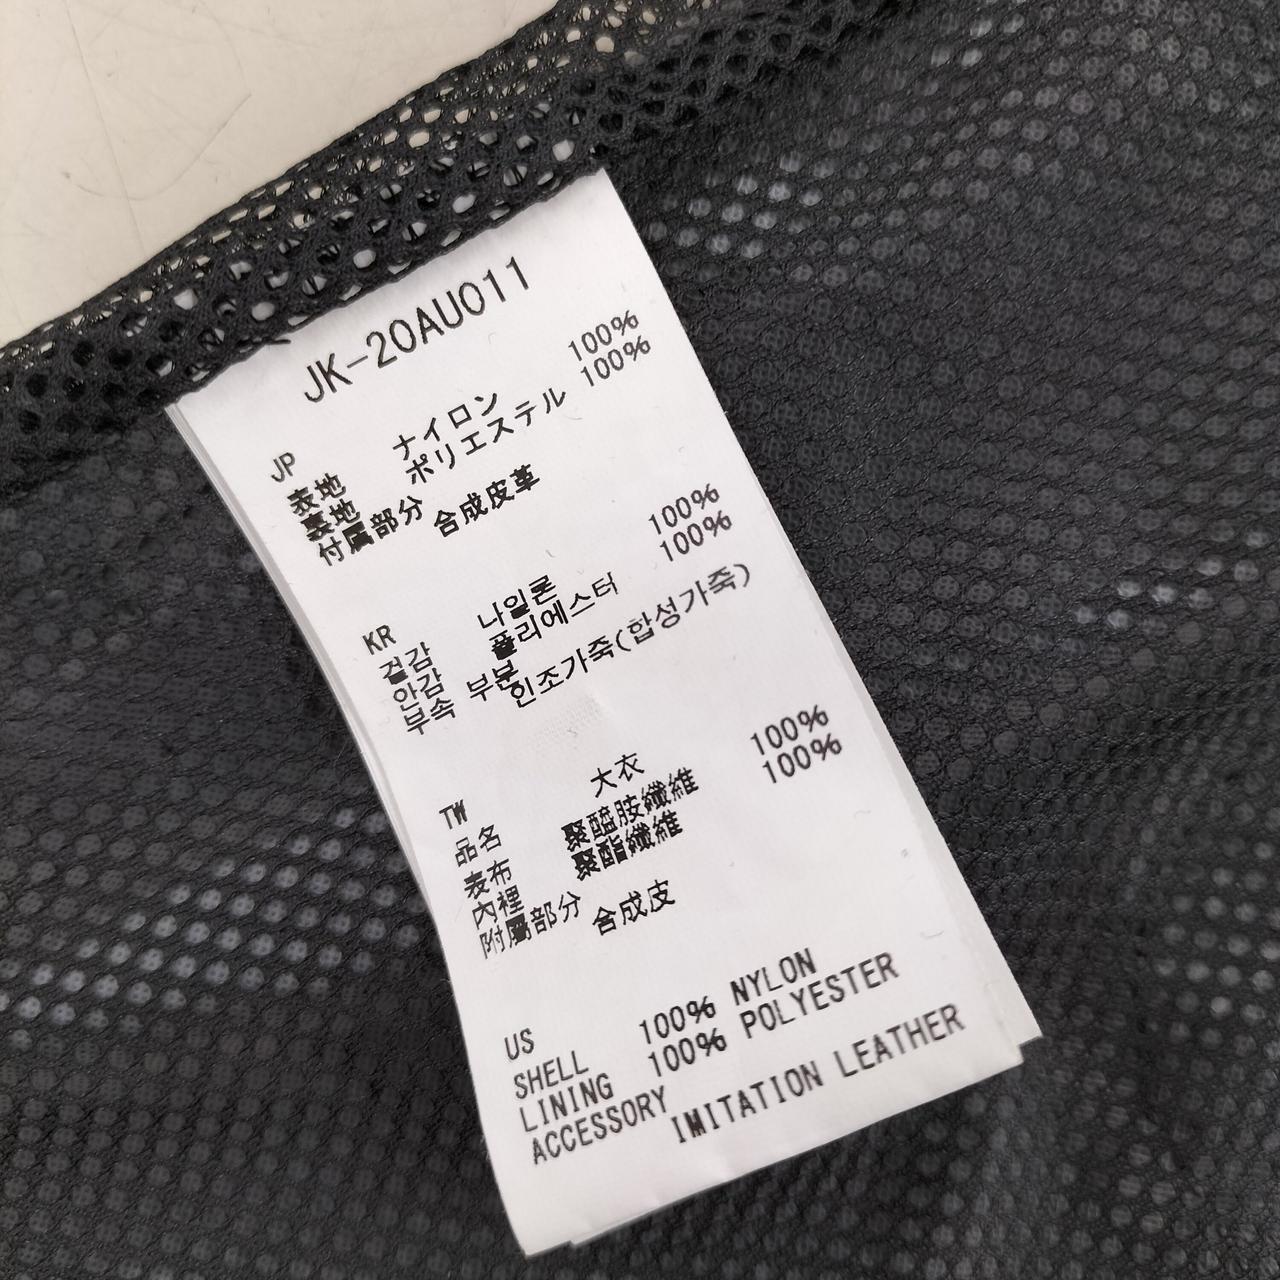 JK-20AU011
JP
表地 ナイロン 100%
裏地 ポリエステル 100%
付属部分 合成皮革
KR
겉감 나일론 100%
안감 폴리에스터 100%
부속 부분 인조가죽(합성가죽)
TW
品名 大衣
表布 聚醯胺纖維 100%
內裡 聚酯纖維 100%
附屬部分 合成皮
US
SHELL 100% NYLON
LINING 100% POLYESTER
ACCESSORY IMITATION LEATHER